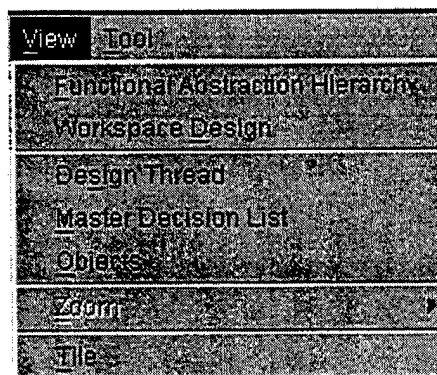 View Tool
Functional Abstraction Hierarchy
Workspace Design
Design Thread
Master Decision List
Objects
Zoom
Tile